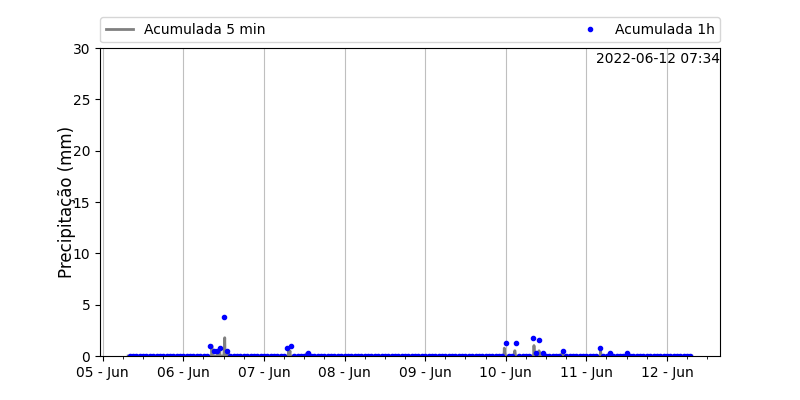 Acumulada 5 min
Acumulada 1h
2022-06-12 07:34
Precipitação (mm)
30
25
20
15
10
5
0
05 - Jun
06 - Jun
07 - Jun
08 - Jun
09 - Jun
10 - Jun
11 - Jun
12 - Jun